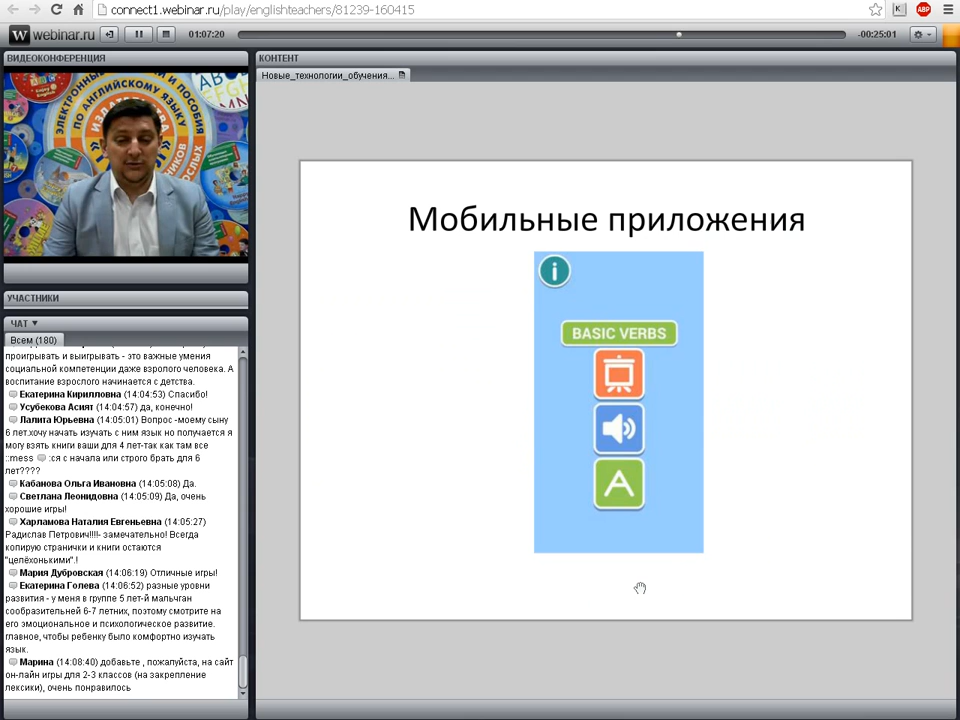 connect1.webinar.ru/play/englishteachers/81239-160415
K
ABP
W webinar.ru
01:07:20
-00:25:01
ВИДЕОКОНФЕРЕНЦИЯ
КОНТЕНТ
Новые_технологии_обучения...
ЭЛЕКТРОННЫЕ
ПО АНГЛИЙСКОМУ ЯЗЫКУ
Мобильные приложения
i
BASIC VERBS
A
УЧАСТНИКИ
ЧАТ
Всем (180)
проигрывать и выигрывать - это важные умения
социальной компетенции даже взролого человека. А
воспитание взрослого начинается с детства.
Екатерина Кирилловна (14:04:53) Спасибо!
Усубекова Асият (14:04:57) да, конечно!
Лалита Юрьевна (14:05:01) Вопрос -моему сыну
6 лет.хочу начать изучать с ним язык но получается я
могу взять книги ваши для 4 лет-так как там все
::mess :ся с начала или строго брать для 6
лет????
Кабанова Ольга Ивановна (14:05:08) Да.
Светлана Леонидовна (14:05:09) Да, очень
хорошие игры!
Харламова Наталия Евгеньевна (14:05:27)
Радислав Петрович!!!!- замечательно! Всегда
копирую странички и книги остаются
"целёхонькими".!
Мария Дубровская (14:06:19) Отличные игры!
Екатерина Голева (14:06:52) разные уровни
развития - у меня в группе 5 лет-й мальчган
сообразительней 6-7 летних, поэтому смотрите на
его эмоциональное и психологическое развитие.
главное, чтобы ребенку было комфортно изучать
язык.
Марина (14:08:40) добавьте , пожалуйста, на сайт
он-лайн игры для 2-3 классов (на закрепление
лексики), очень понравилось